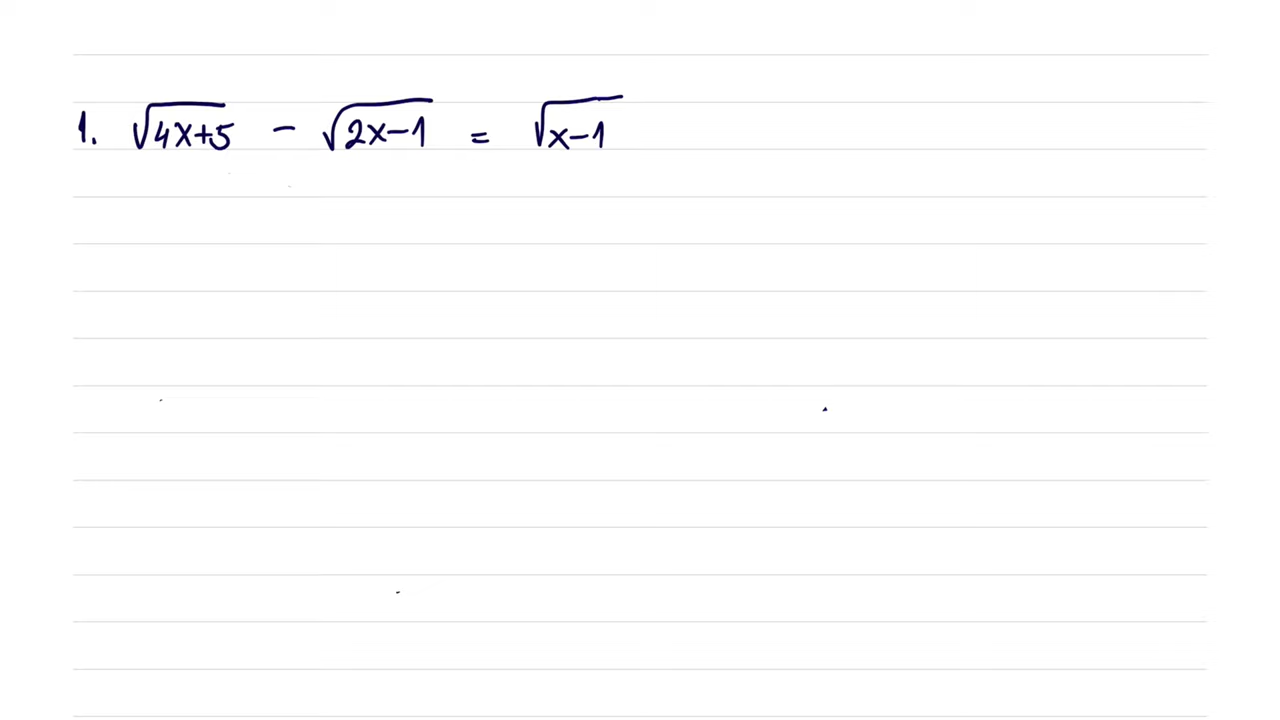 1. √4x+5 - √2x-1 = √x-1